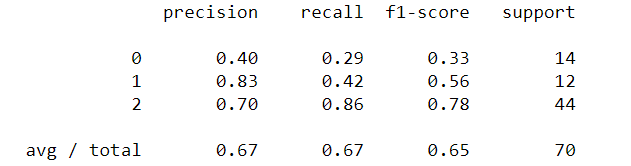 precision recall f1-score support
0 0.40 0.29 0.33 14
1 0.83 0.42 0.56 12
2 0.70 0.86 0.78 44
avg / total 0.67 0.67 0.65 70